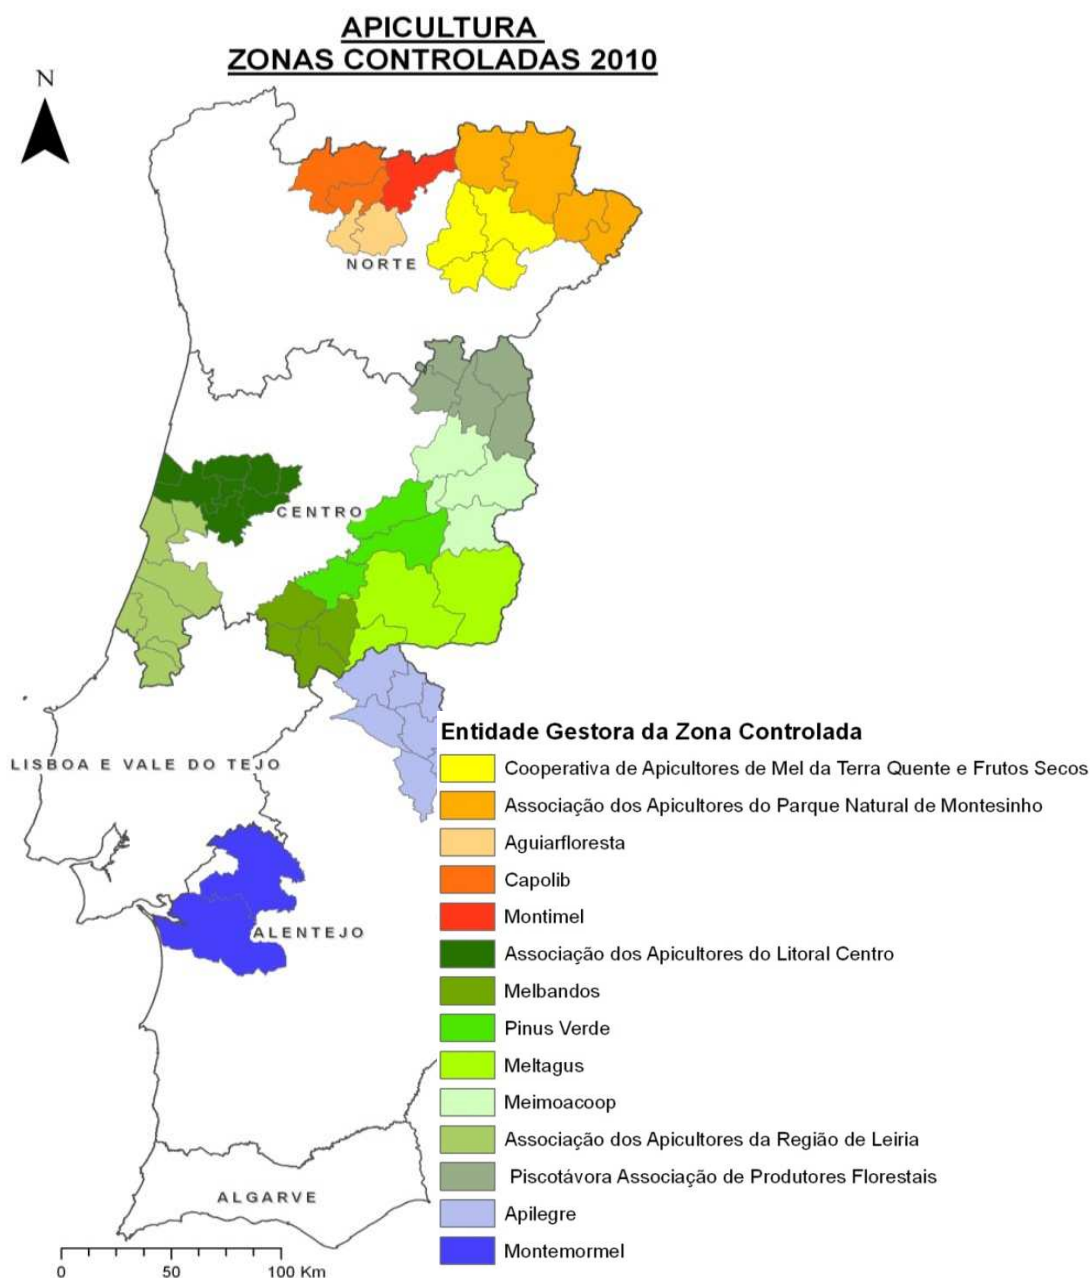 APICULTURA
ZONAS CONTROLADAS 2010
N
NORTE
CENTRO
LISBOA E VALE DO TEJO
ALENTEJO
ALGARVE
0 50 100 Km
Entidade Gestora da Zona Controlada
Cooperativa de Apicultores de Mel da Terra Quente e Frutos Secos
Associação dos Apicultores do Parque Natural de Montesinho
Aguiarfloresta
Capolib
Montimel
Associação dos Apicultores do Litoral Centro
Melbandos
Pinus Verde
Meltagus
Meimoacoop
Associação dos Apicultores da Região de Leiria
Piscotávora Associação de Produtores Florestais
Apilegre
Montemormel